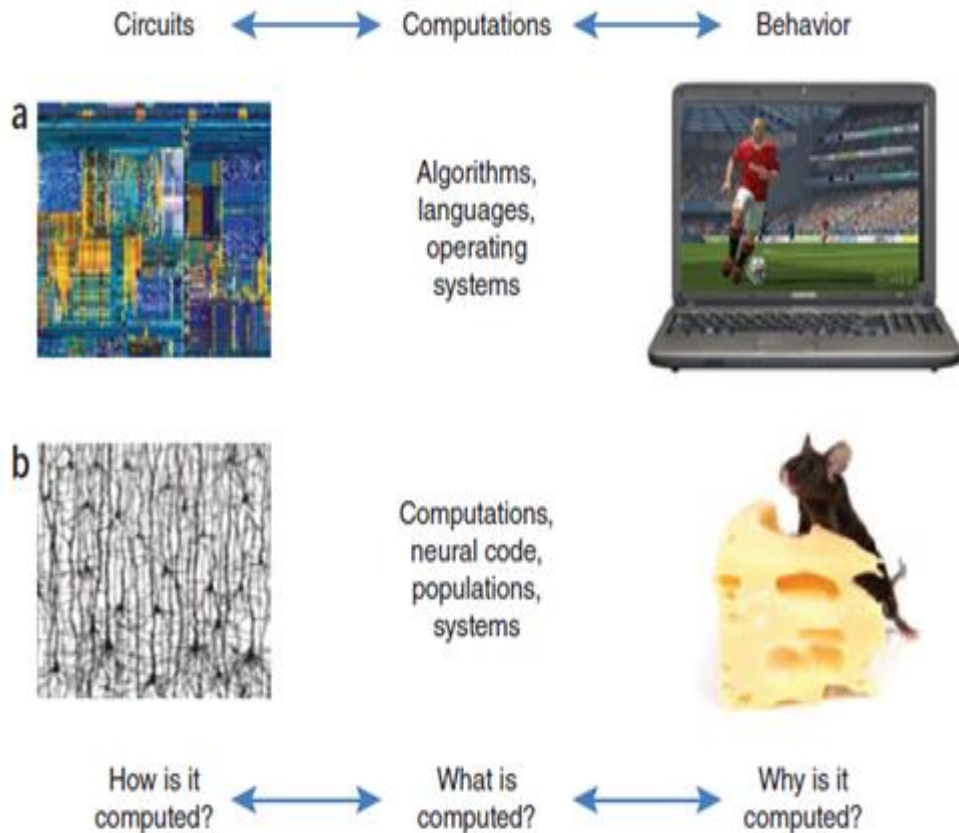 Circuits Computations Behavior
a
Algorithms,
languages,
operating
systems
b
Computations,
neural code,
populations,
systems
How is it
computed?
What is
computed?
Why is it
computed?